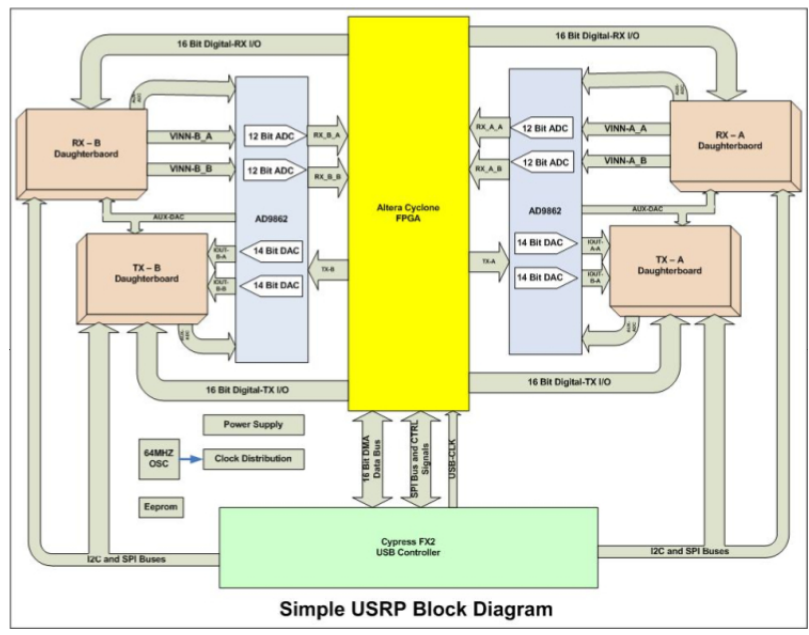 16 Bit Digital-RX I/O
16 Bit Digital-RX I/O
RX – B
Daughterbaord
VINN-B_A
VINN-B_B
12 Bit ADC
12 Bit ADC
RX_B_A
RX_B_B
AD9862
AUX-DAC
TX – B
Daughterboard
IOUT-
B-A
IOUT-
B-B
14 Bit DAC
14 Bit DAC
TX-B
16 Bit Digital-TX I/O
Altera Cyclone
FPGA
RX_A_A
RX_A_B
12 Bit ADC
12 Bit ADC
VINN-A_A
VINN-A_B
RX – A
Daughterbaord
AD9862
AUX-DAC
TX-A
14 Bit DAC
14 Bit DAC
IOUT-
A-A
IOUT-
B-A
TX – A
Daughterboard
16 Bit Digital-TX I/O
Power Supply
64MHZ
OSC
Clock Distribution
Eeprom
16 Bit DMA
Data Bus
SPI Bus and CTRL
Signals
USB-CLK
Cypress FX2
USB Controller
I2C and SPI Buses
I2C and SPI Buses
Simple USRP Block Diagram